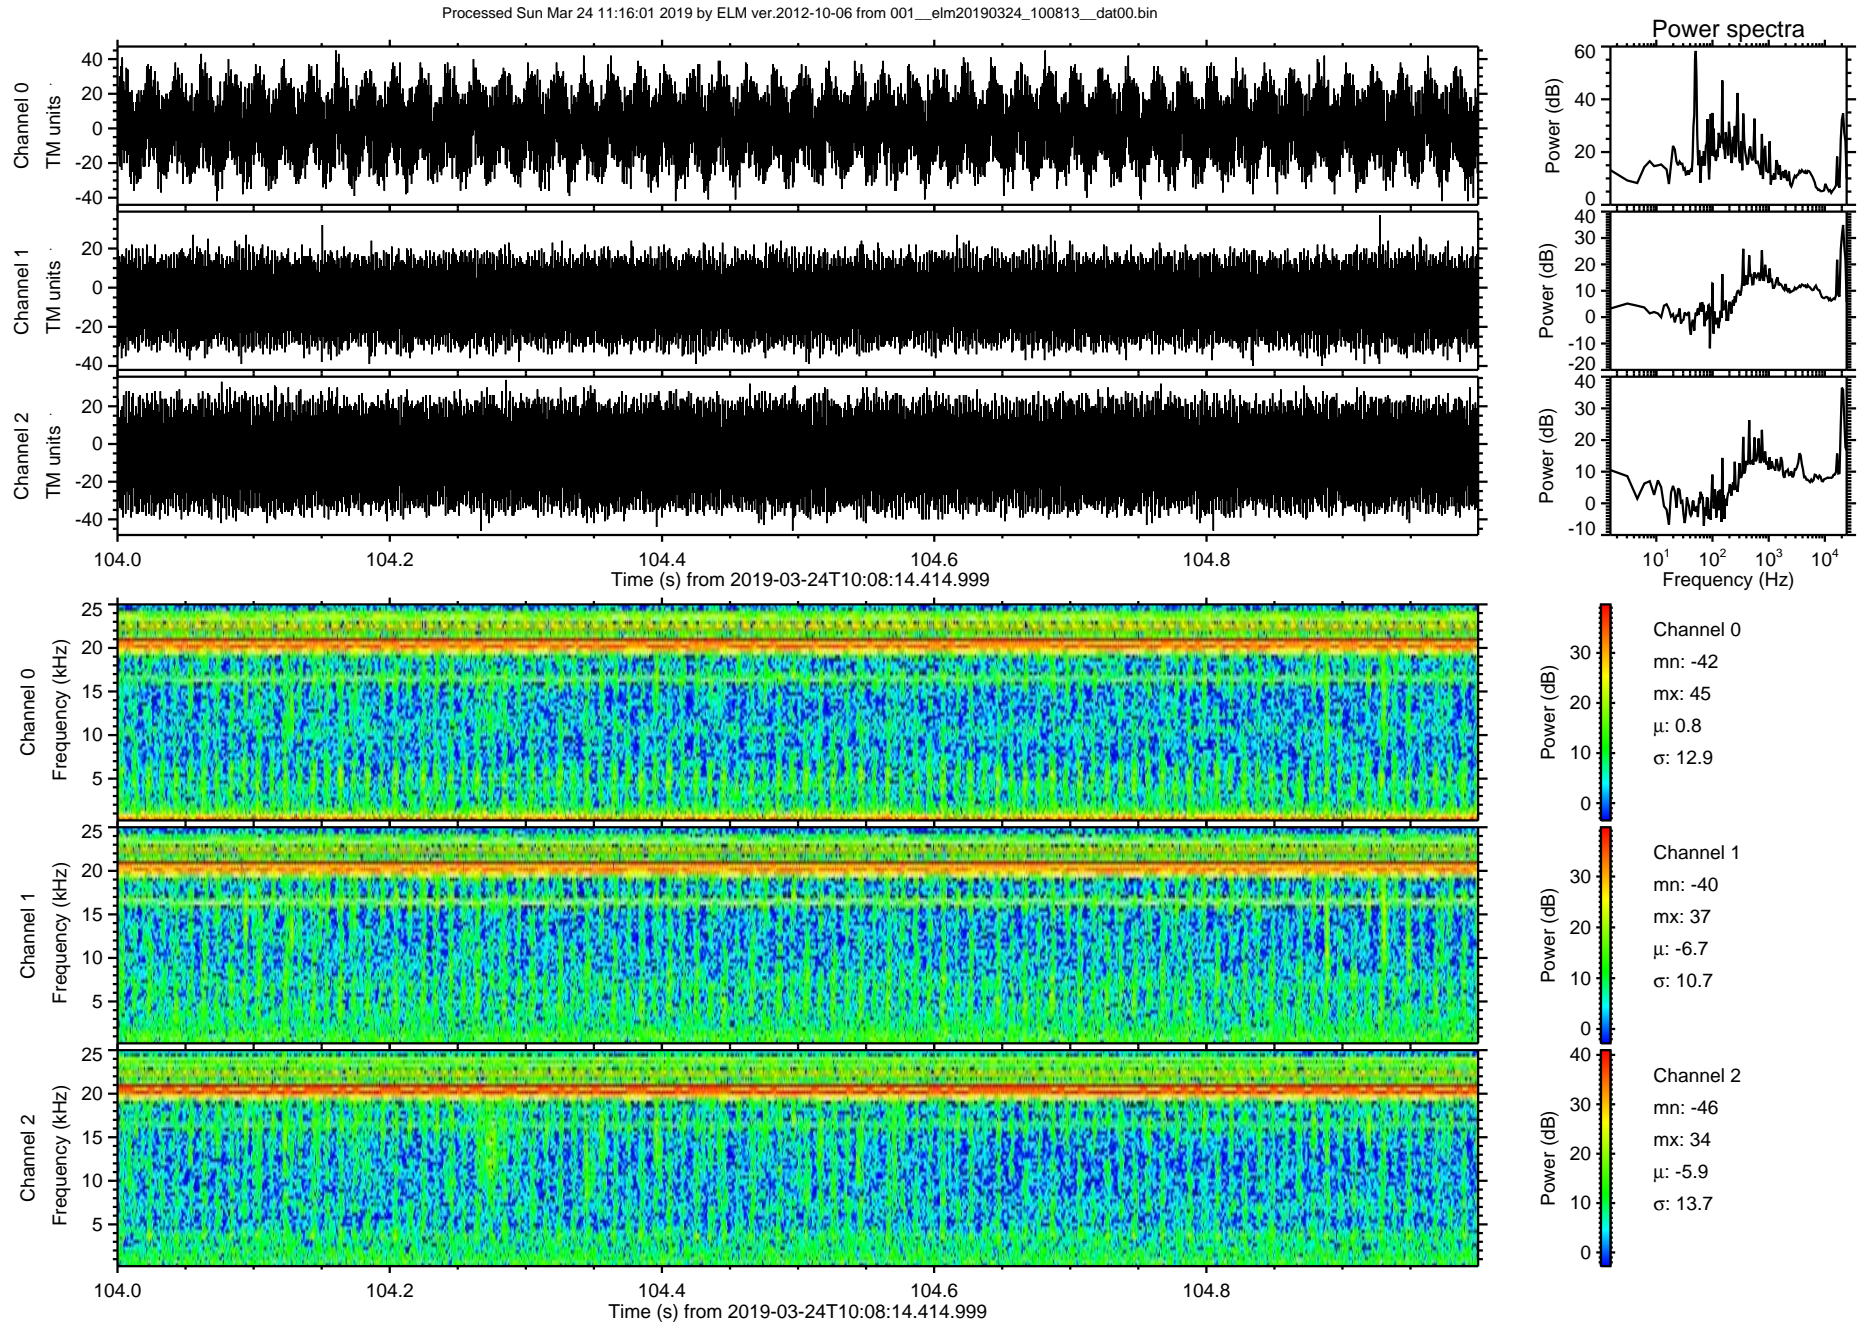 Processed Sun Mar 24 11:16:01 2019 by ELM ver.2012-10-06 from 001__elm20190324_100813__dat00.bin
Power spectra
Channel 0
TM units
40
20
0
-20
-40
Power (dB)
60
40
20
0
Channel 1
TM units
20
0
-20
-40
Power (dB)
40
30
20
10
0
-10
-20
Channel 2
TM units
20
0
-20
-40
Power (dB)
40
30
20
10
0
-10
104.0 104.2 104.4 104.6 104.8
Time (s) from 2019-03-24T10:08:14.414.999
10¹ 10² 10³ 10⁴
Frequency (Hz)
Channel 0
Frequency (kHz)
25
20
15
10
5
Power (dB)
30
20
10
0
Channel 0
mn: -42
mx: 45
μ: 0.8
σ: 12.9
Channel 1
Frequency (kHz)
25
20
15
10
5
Power (dB)
30
20
10
0
Channel 1
mn: -40
mx: 37
μ: -6.7
σ: 10.7
Channel 2
Frequency (kHz)
25
20
15
10
5
Power (dB)
40
30
20
10
0
Channel 2
mn: -46
mx: 34
μ: -5.9
σ: 13.7
104.0 104.2 104.4 104.6 104.8
Time (s) from 2019-03-24T10:08:14.414.999